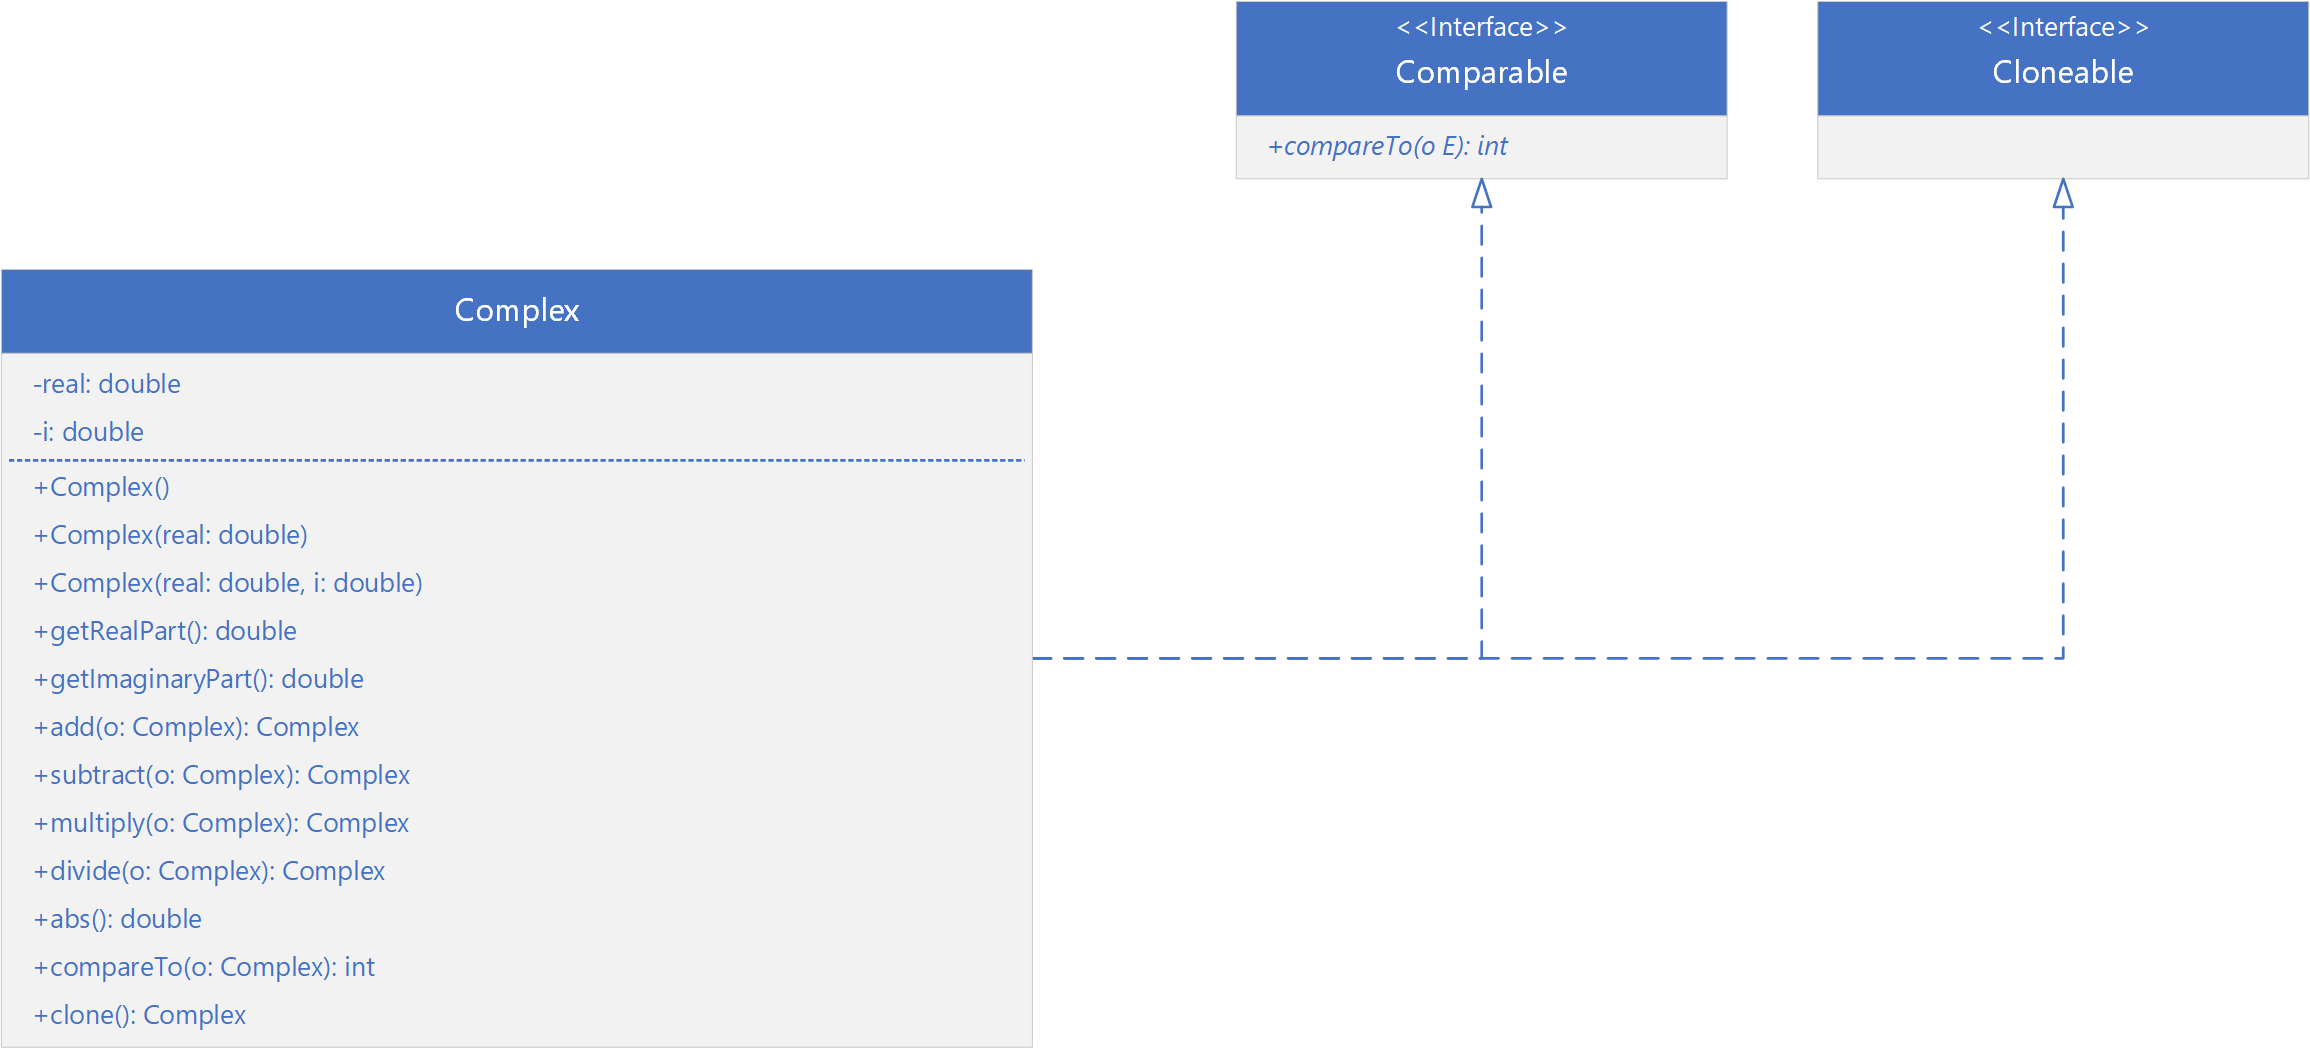 <<Interface>>
Comparable
+compareTo(o E): int
<<Interface>>
Cloneable
Complex
-real: double
-i: double
+Complex()
+Complex(real: double)
+Complex(real: double, i: double)
+getRealPart(): double
+getImaginaryPart(): double
+add(o: Complex): Complex
+subtract(o: Complex): Complex
+multiply(o: Complex): Complex
+divide(o: Complex): Complex
+abs(): double
+compareTo(o: Complex): int
+clone(): Complex